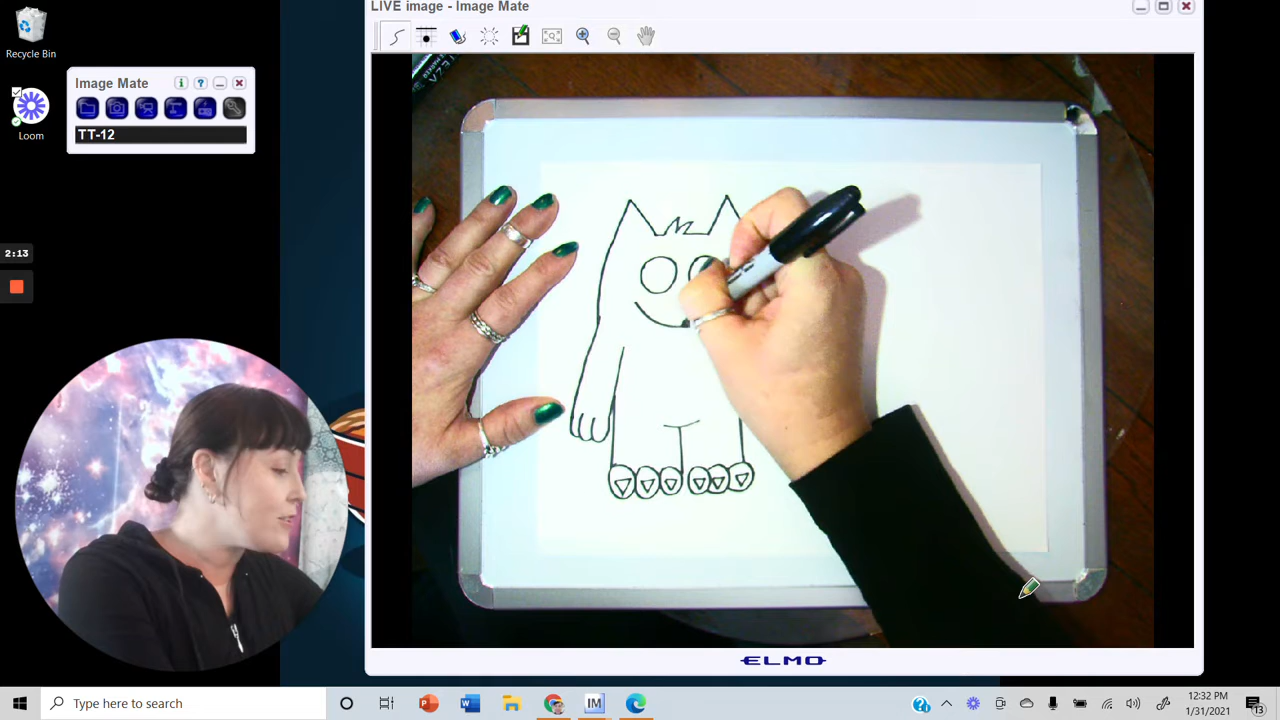 LIVE image - Image Mate
Recycle Bin
Image Mate
Loom
TT-12
2:13
ELMO
Type here to search
12:32 PM
1/31/2021
13